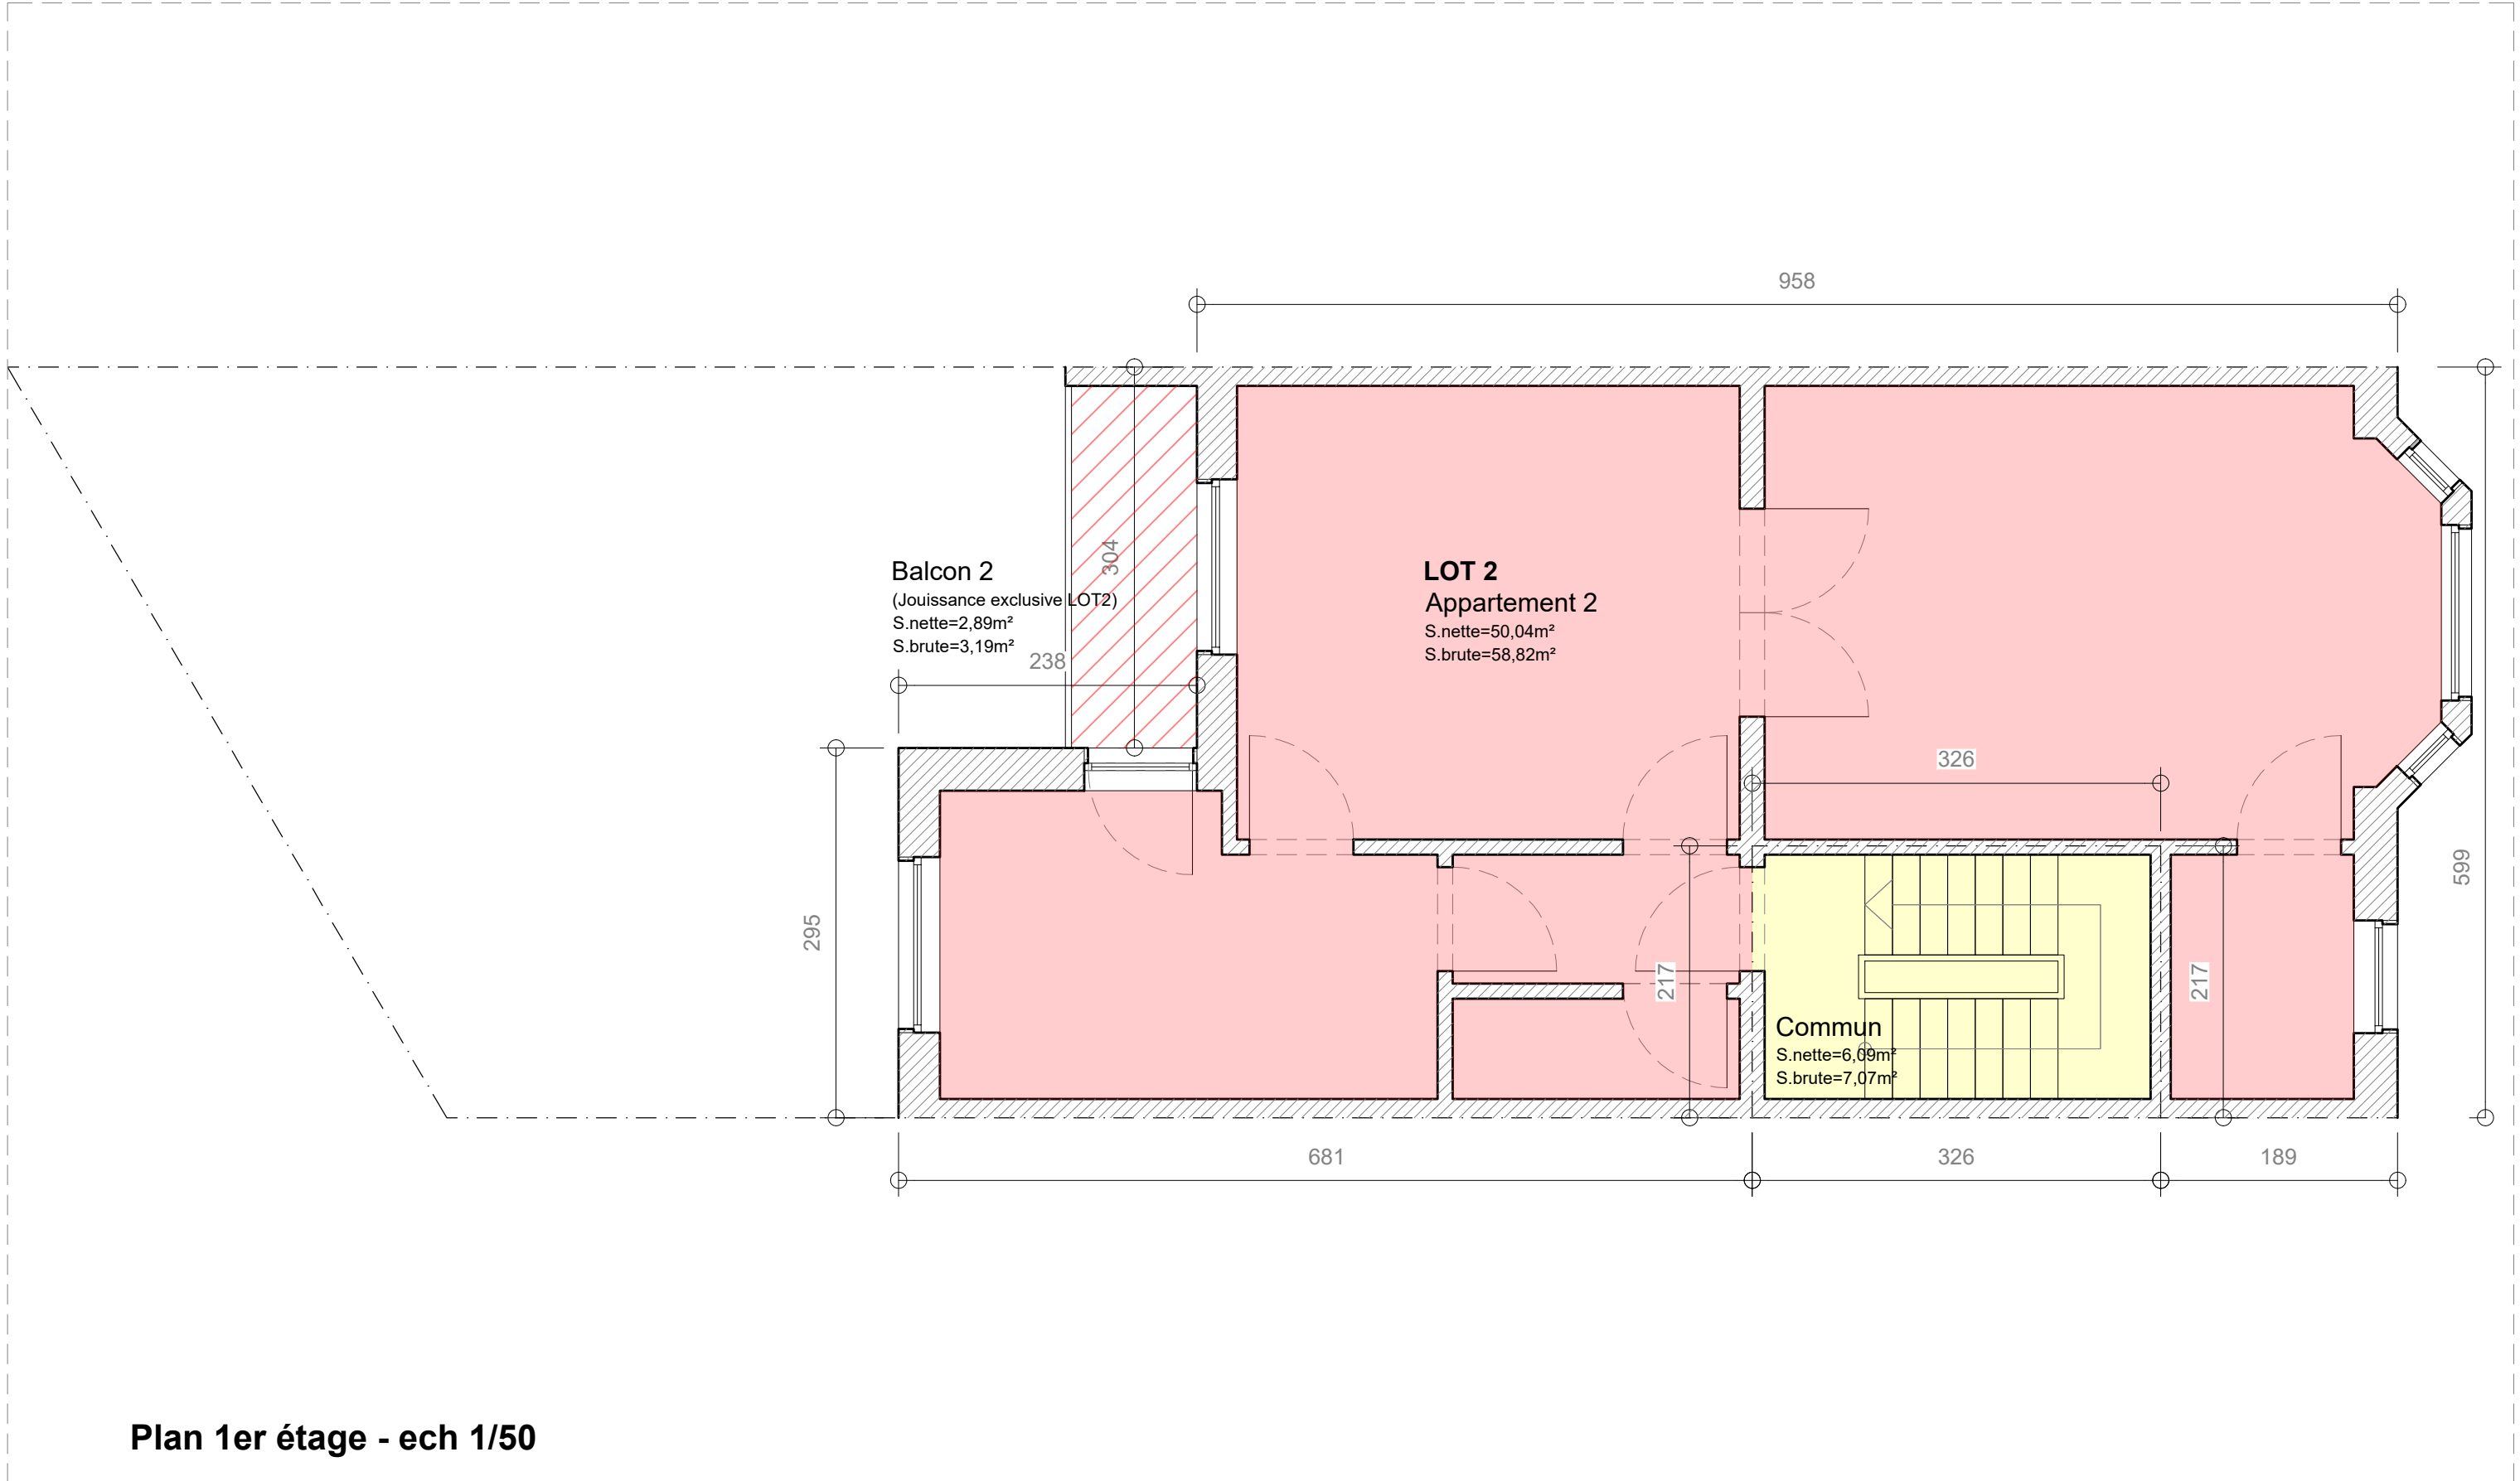 958
Balcon 2
(Jouissance exclusive LOT2)
S.nette=2,89m²
S.brute=3,19m²
304
238
LOT 2
Appartement 2
S.nette=50,04m²
S.brute=58,82m²
326
599
295
217
217
Commun
S.nette=6,09m²
S.brute=7,07m²
681
326
189
Plan 1er étage - ech 1/50